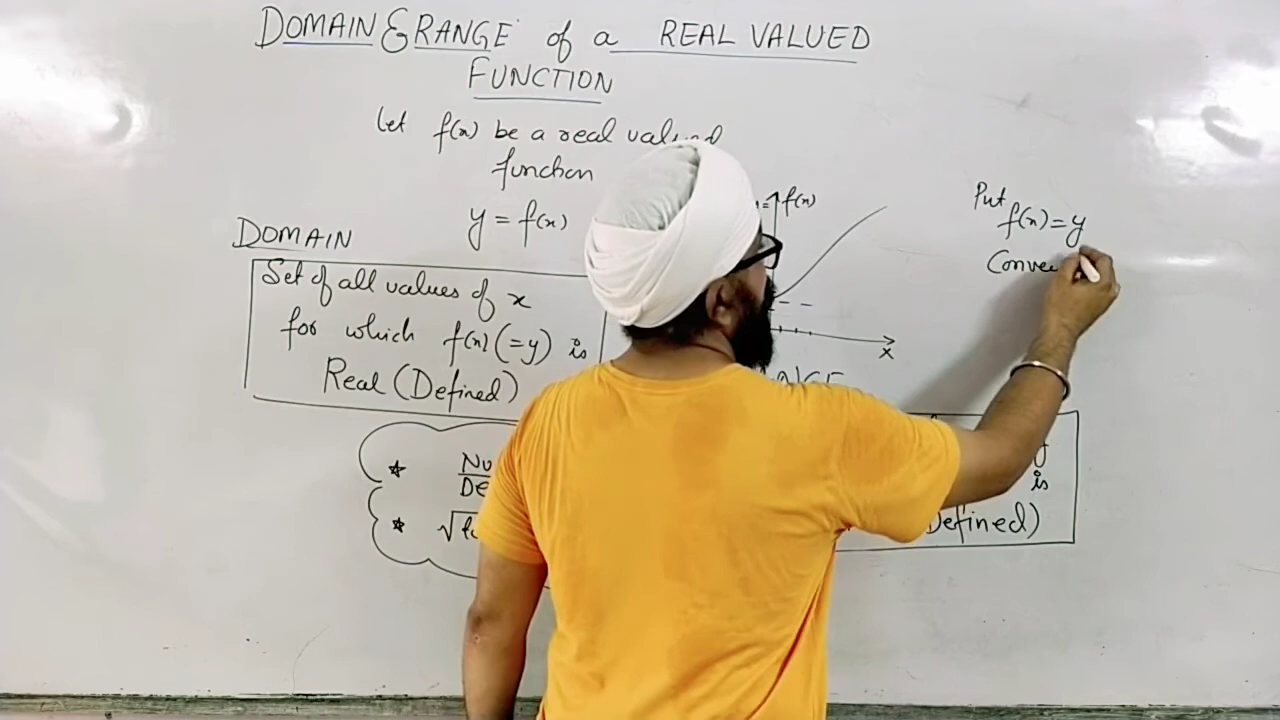 DOMAIN & RANGE of a REAL VALUED
FUNCTION
Let f(x) be a real valued
function
y = f(x)
DOMAIN
Set of all values of x
for which f(x) (=y) is
Real (Defined)
f(x)
x
Put
f(x)=y
is
Defined)